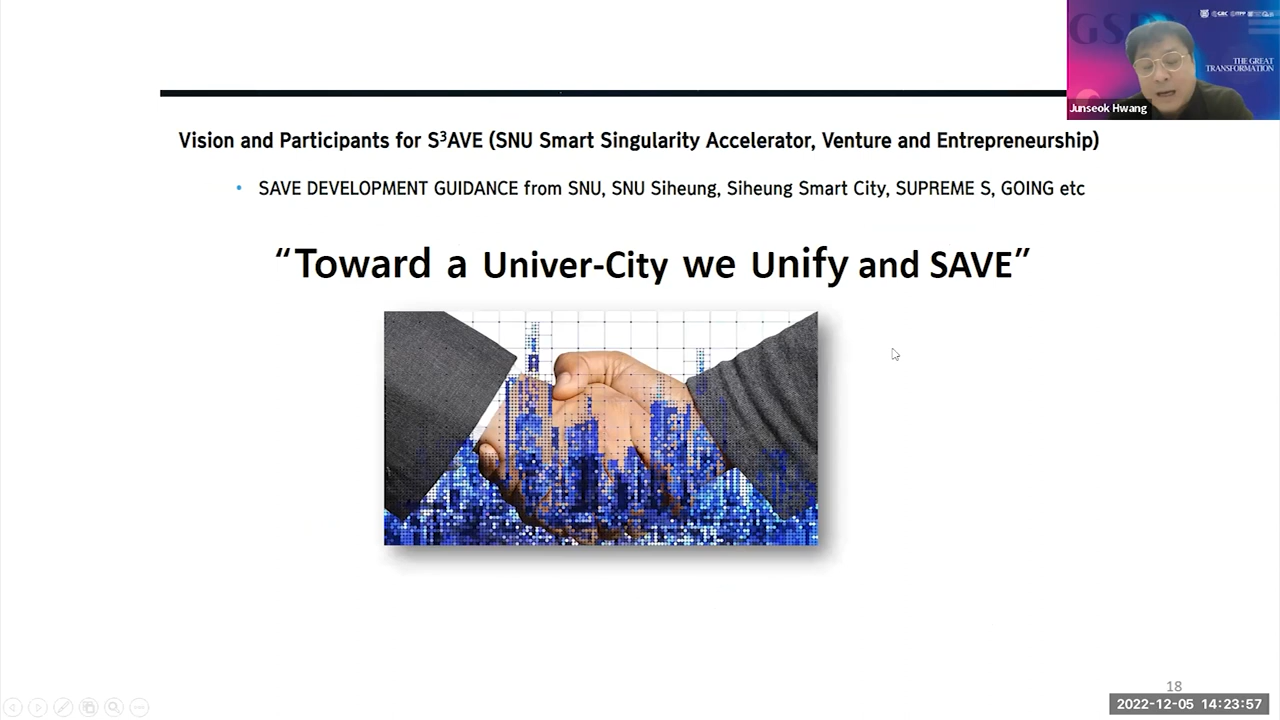 THE GREAT
TRANSFORMATION
Junseok Hwang
Vision and Participants for S³AVE (SNU Smart Singularity Accelerator, Venture and Entrepreneurship)
• SAVE DEVELOPMENT GUIDANCE from SNU, SNU Siheung, Siheung Smart City, SUPREME S, GOING etc
“Toward a Univer-City we Unify and SAVE”
18
2022-12-05 14:23:57